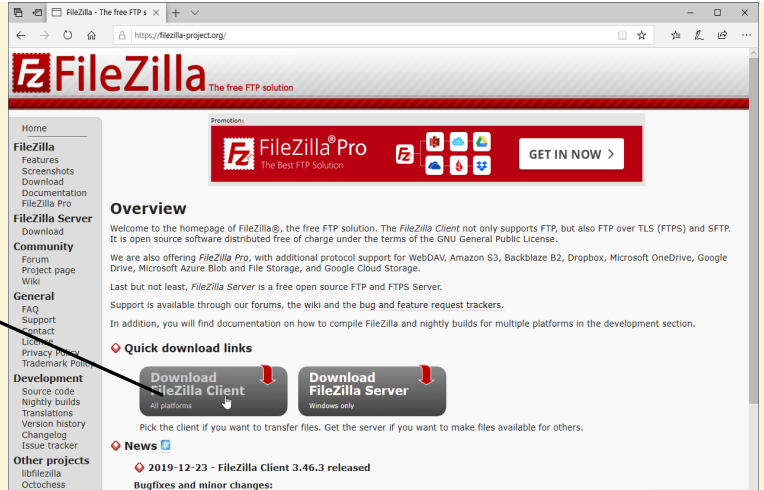 FileZilla - The free FTP s
https://filezilla-project.org/
FZ FileZilla The free FTP solution
Home
FileZilla
Features
Screenshots
Download
Documentation
FileZilla Pro
FileZilla Server
Download
Community
Forum
Project page
Wiki
General
FAQ
Support
Contact
License
Privacy Policy
Trademark Policy
Development
Source code
Nightly builds
Translations
Version history
Changelog
Issue tracker
Other projects
libfilezilla
Octochess
Promotion:
FZ FileZilla® Pro
The Best FTP Solution
FZ
GET IN NOW >
Overview
Welcome to the homepage of FileZilla®, the free FTP solution. The FileZilla Client not only supports FTP, but also FTP over TLS (FTPS) and SFTP.
It is open source software distributed free of charge under the terms of the GNU General Public License.
We are also offering FileZilla Pro, with additional protocol support for WebDAV, Amazon S3, Backblaze B2, Dropbox, Microsoft OneDrive, Google
Drive, Microsoft Azure Blob and File Storage, and Google Cloud Storage.
Last but not least, FileZilla Server is a free open source FTP and FTPS Server.
Support is available through our forums, the wiki and the bug and feature request trackers.
In addition, you will find documentation on how to compile FileZilla and nightly builds for multiple platforms in the development section.
Quick download links
Download
FileZilla Client
All platforms
Download
FileZilla Server
Windows only
Pick the client if you want to transfer files. Get the server if you want to make files available for others.
News
2019-12-23 - FileZilla Client 3.46.3 released
Bugfixes and minor changes: